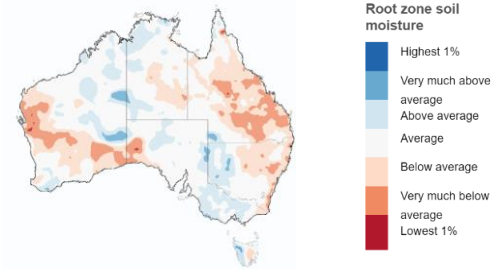 Root zone soil
moisture
Highest 1%
Very much above
average
Above average
Average
Below average
Very much below
average
Lowest 1%